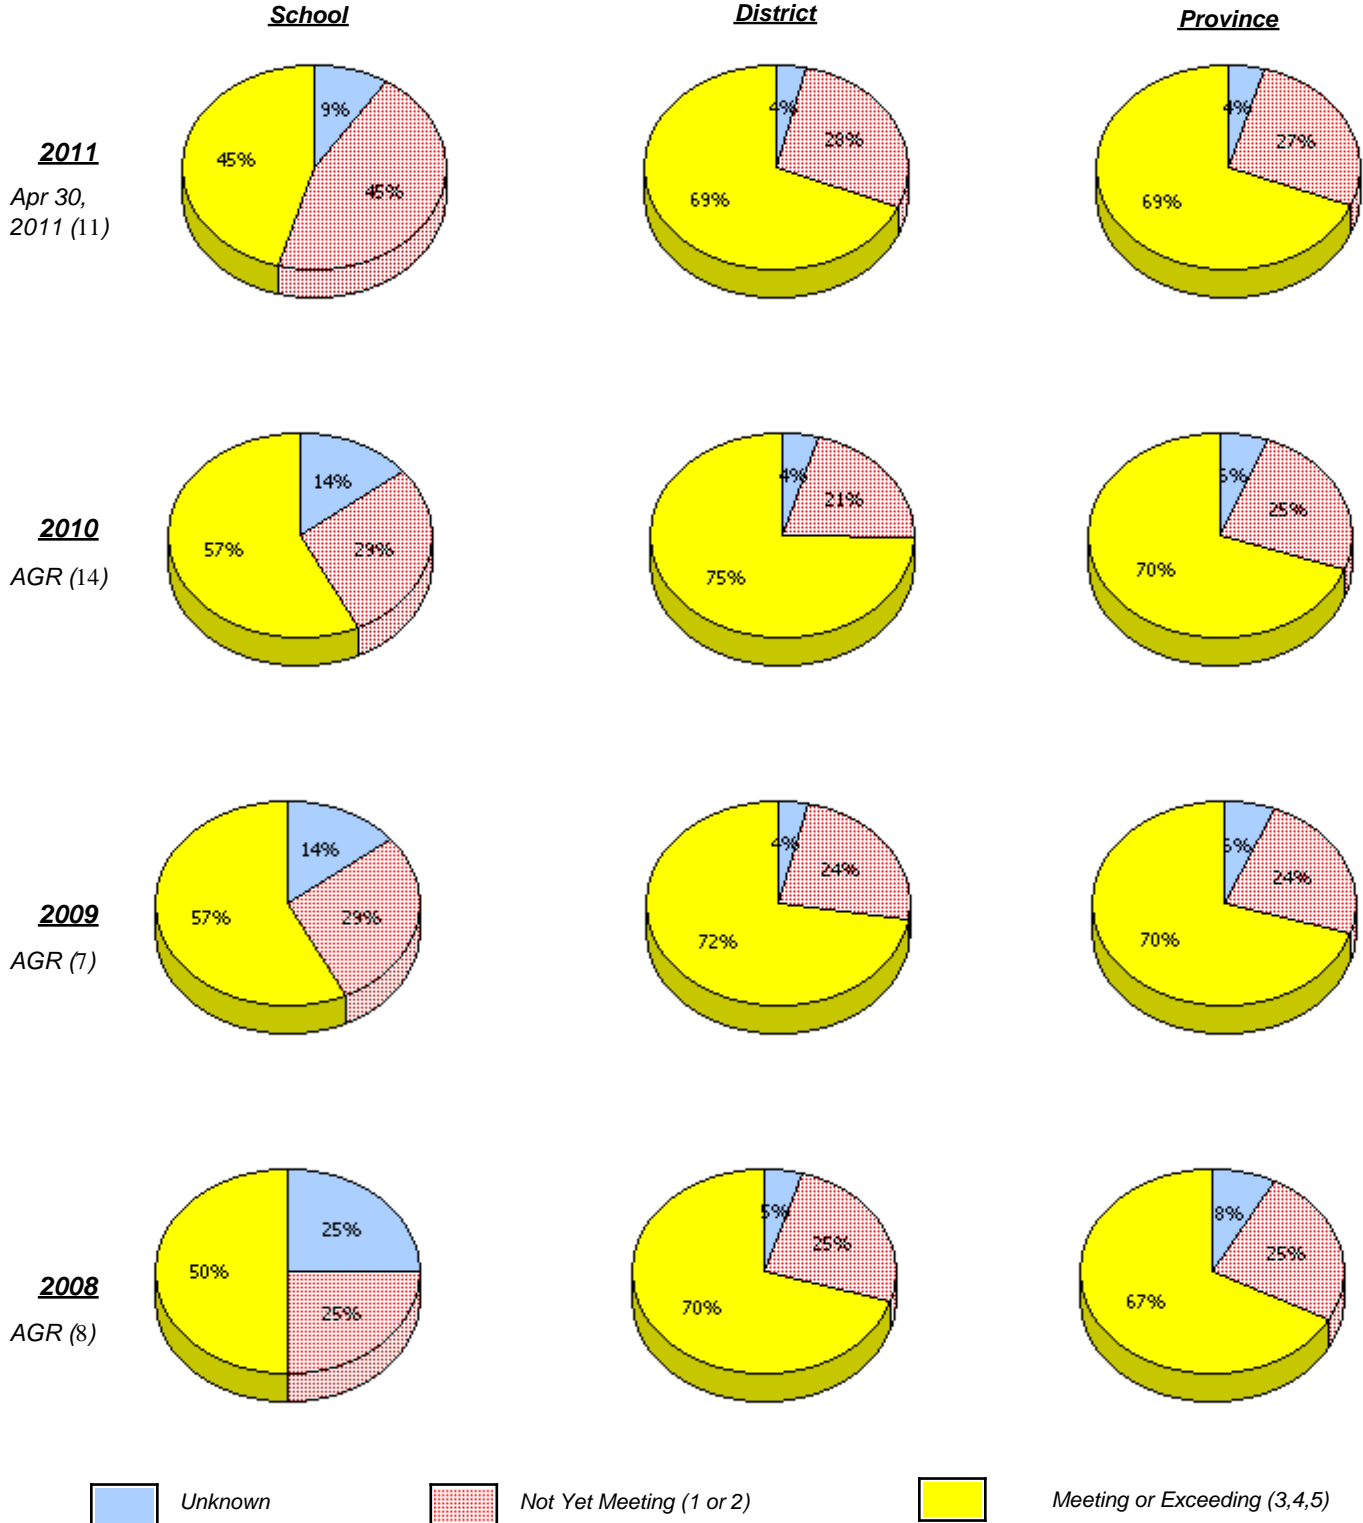 School District Province
9% 4% 4%
45% 45% 28% 69% 27% 69%
2011
Apr 30,
2011 (11)
14% 4% 6%
57% 29% 21% 75% 25% 70%
2010
AGR (14)
14% 4% 6%
57% 29% 24% 72% 24% 70%
2009
AGR (7)
25% 5% 8%
50% 25% 25% 70% 25% 67%
2008
AGR (8)
Unknown Not Yet Meeting (1 or 2) Meeting or Exceeding (3,4,5)